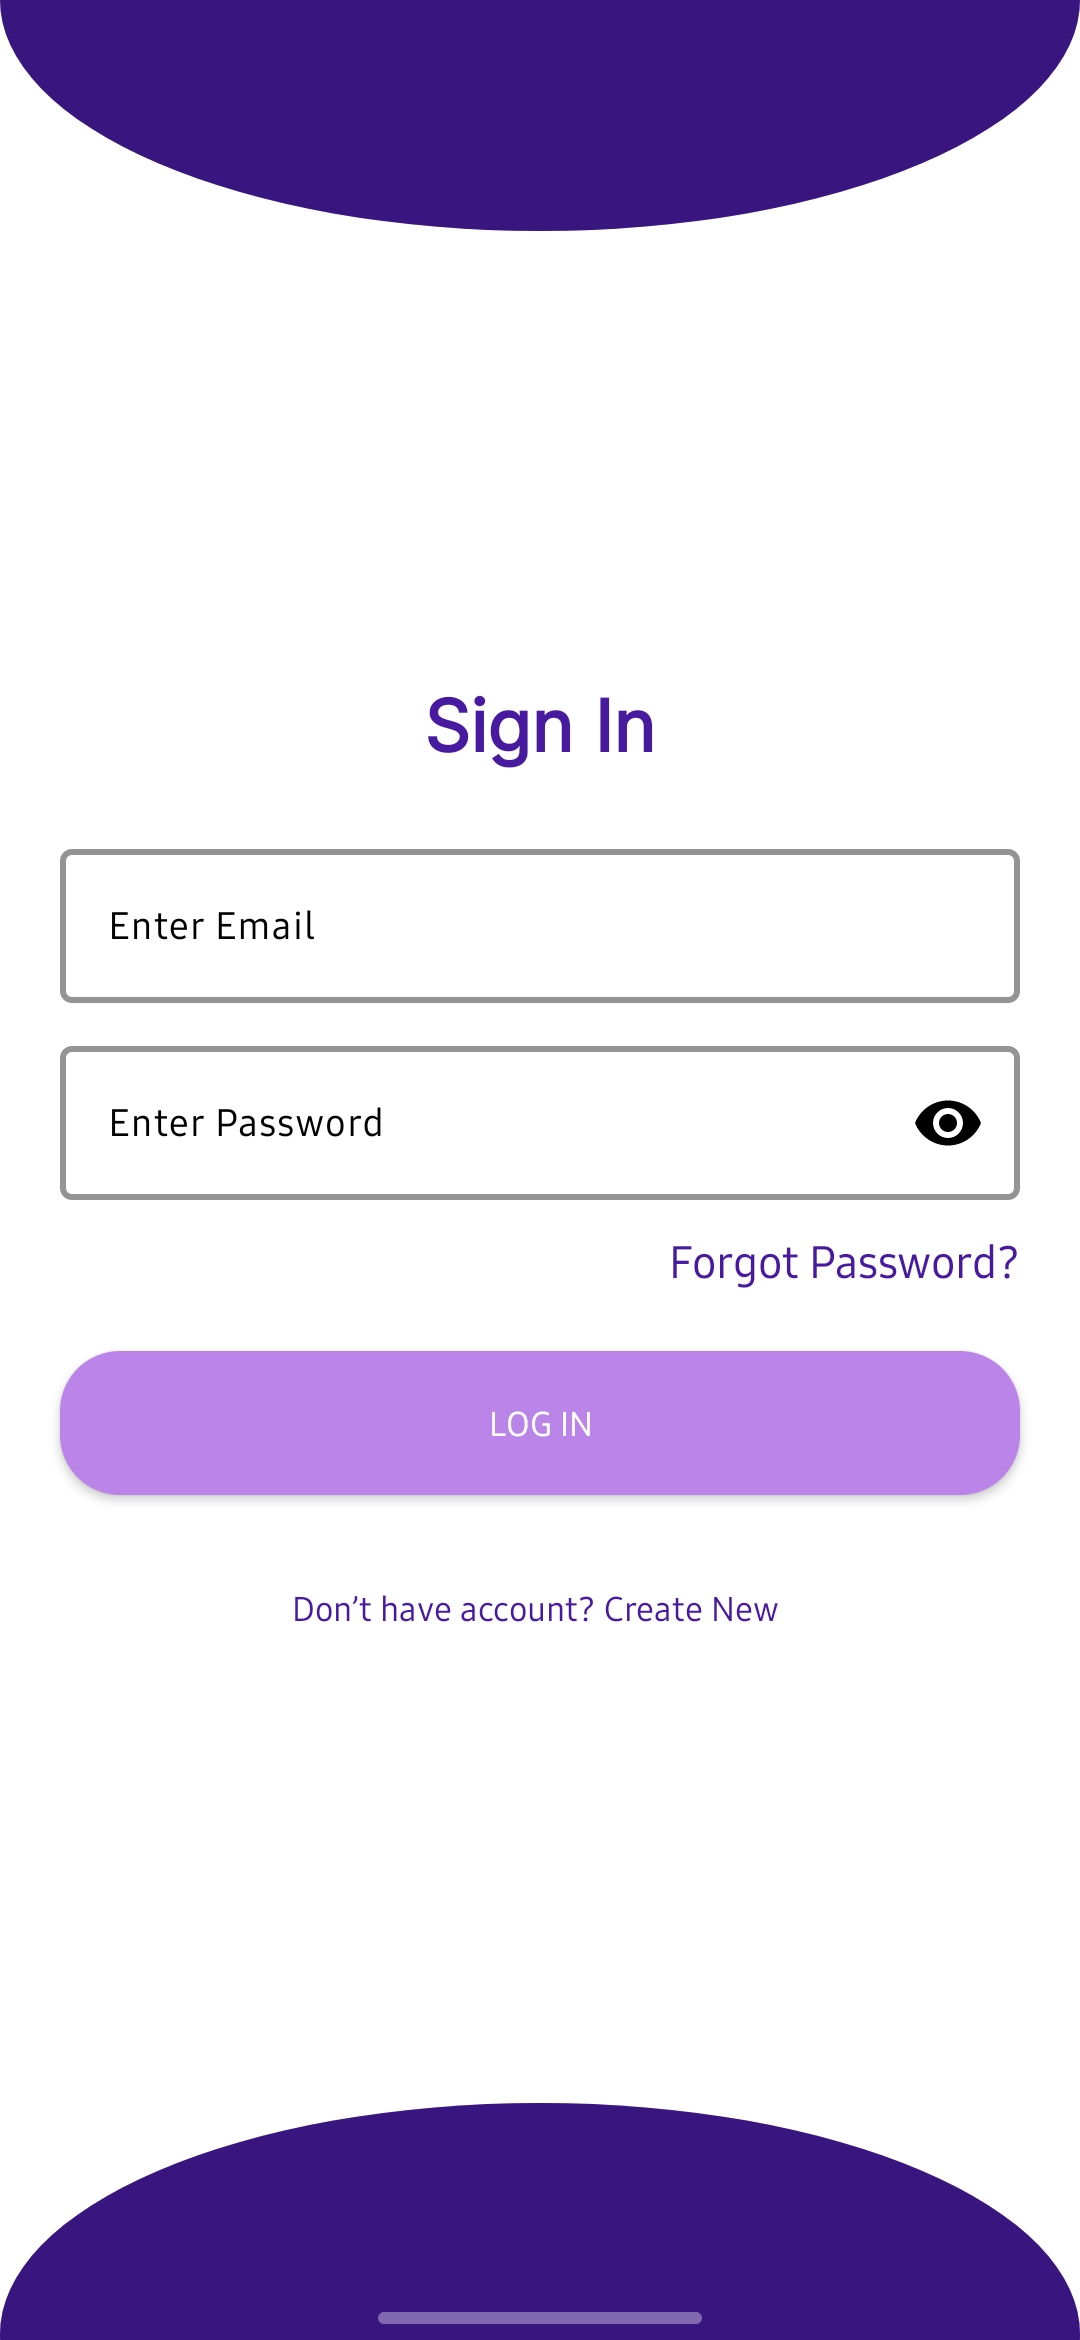 Sign In
Enter Email
Enter Password
Forgot Password?
LOG IN
Don’t have account? Create New